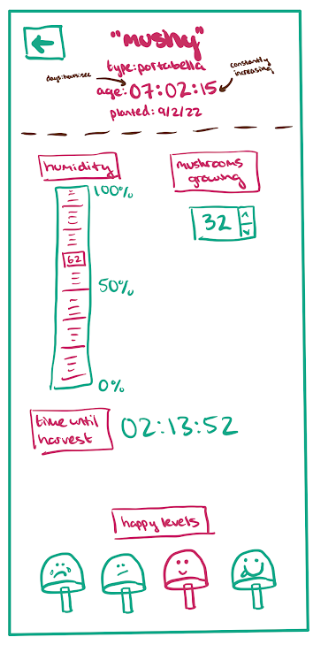 "mushy"
type: portabella
days:hours:sec
constantly increasing
age: 07:02:15
planted: 9/2/22
humidity
mushrooms growing
100%
32
62
50%
0%
time until harvest
02:13:52
happy levels